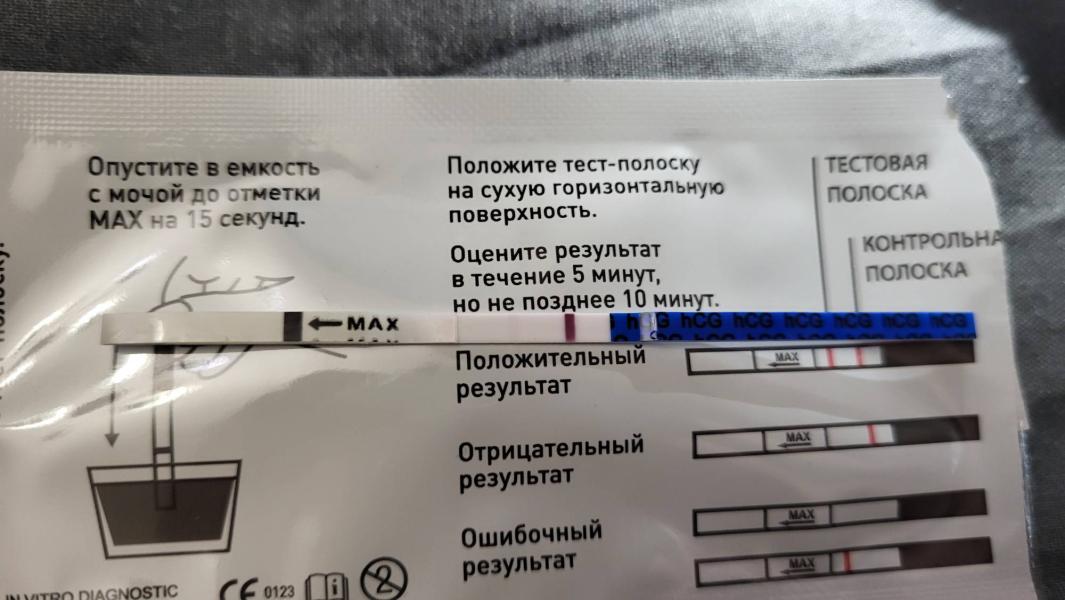 Опустите в емкость
с мочой до отметки
MAX на 15 секунд.
Положите тест-полоску
на сухую горизонтальную
поверхность.
Оцените результат
в течение 5 минут,
но не позднее 10 минут.
ТЕСТОВАЯ
ПОЛОСКА
КОНТРОЛЬНА
ПОЛОСКА
MAX
hCG hCG hCG hCG hCG hCG hCG
Положительный
результат
MAX
Отрицательный
результат
MAX
Ошибочный
результат
MAX
MAX
IN VITRO DIAGNOSTIC
CE 0123
i
2